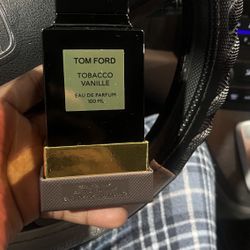 TOM FORD
TOBACCO
VANILLE
EAU DE PARFUM
100 ML